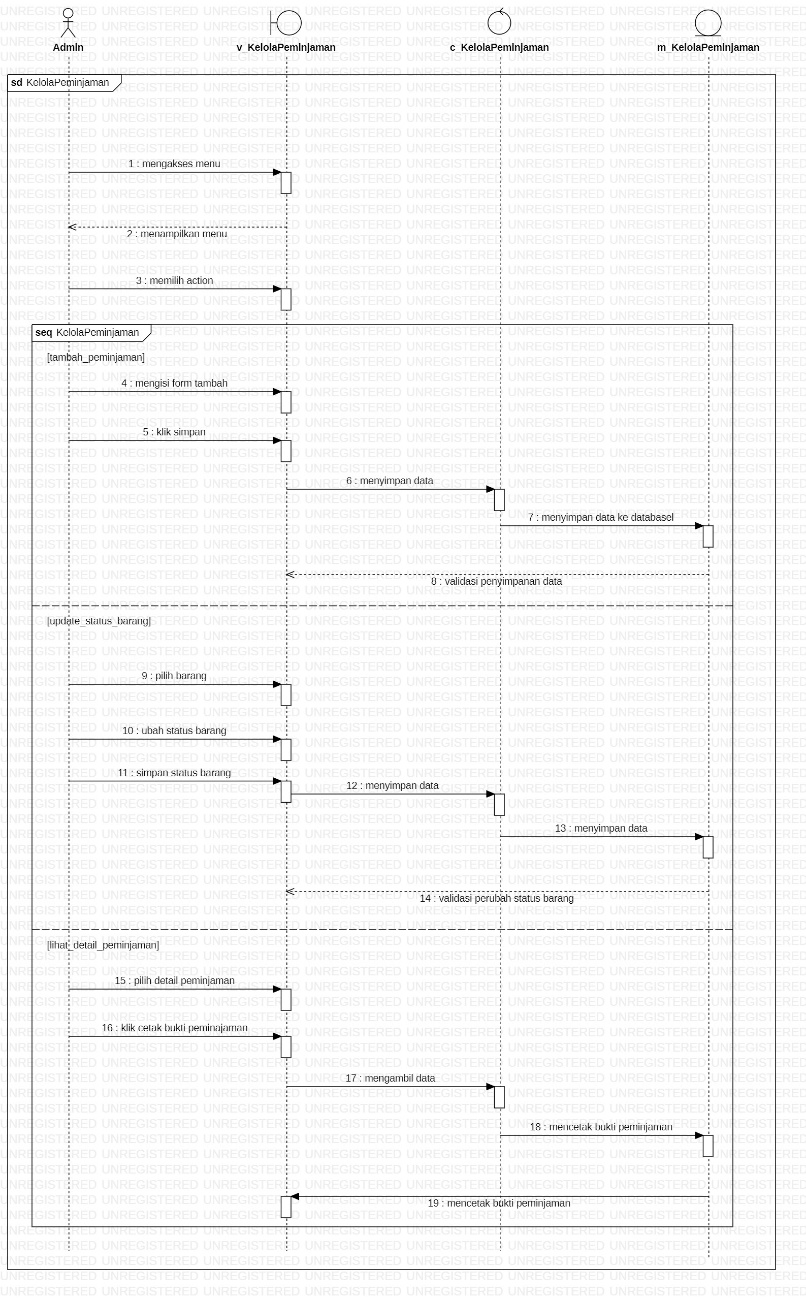 Admin
v_KelolaPeminjaman
c_KelolaPeminjaman
m_KelolaPeminjaman
sd KelolaPeminjaman
1 : mengakses menu
2 : menampilkan menu
3 : memilih action
seq KelolaPeminjaman
[tambah_peminjaman]
4 : mengisi form tambah
5 : klik simpan
6 : menyimpan data
7 : menyimpan data ke databasel
8 : validasi penyimpanan data
[update_status_barang]
9 : pilih barang
10 : ubah status barang
11 : simpan status barang
12 : menyimpan data
13 : menyimpan data
14 : validasi perubah status barang
[lihat_detail_peminjaman]
15 : pilih detail peminjaman
16 : klik cetak bukti peminajaman
17 : mengambil data
18 : mencetak bukti peminjaman
19 : mencetak bukti peminjaman
UNREGISTERED